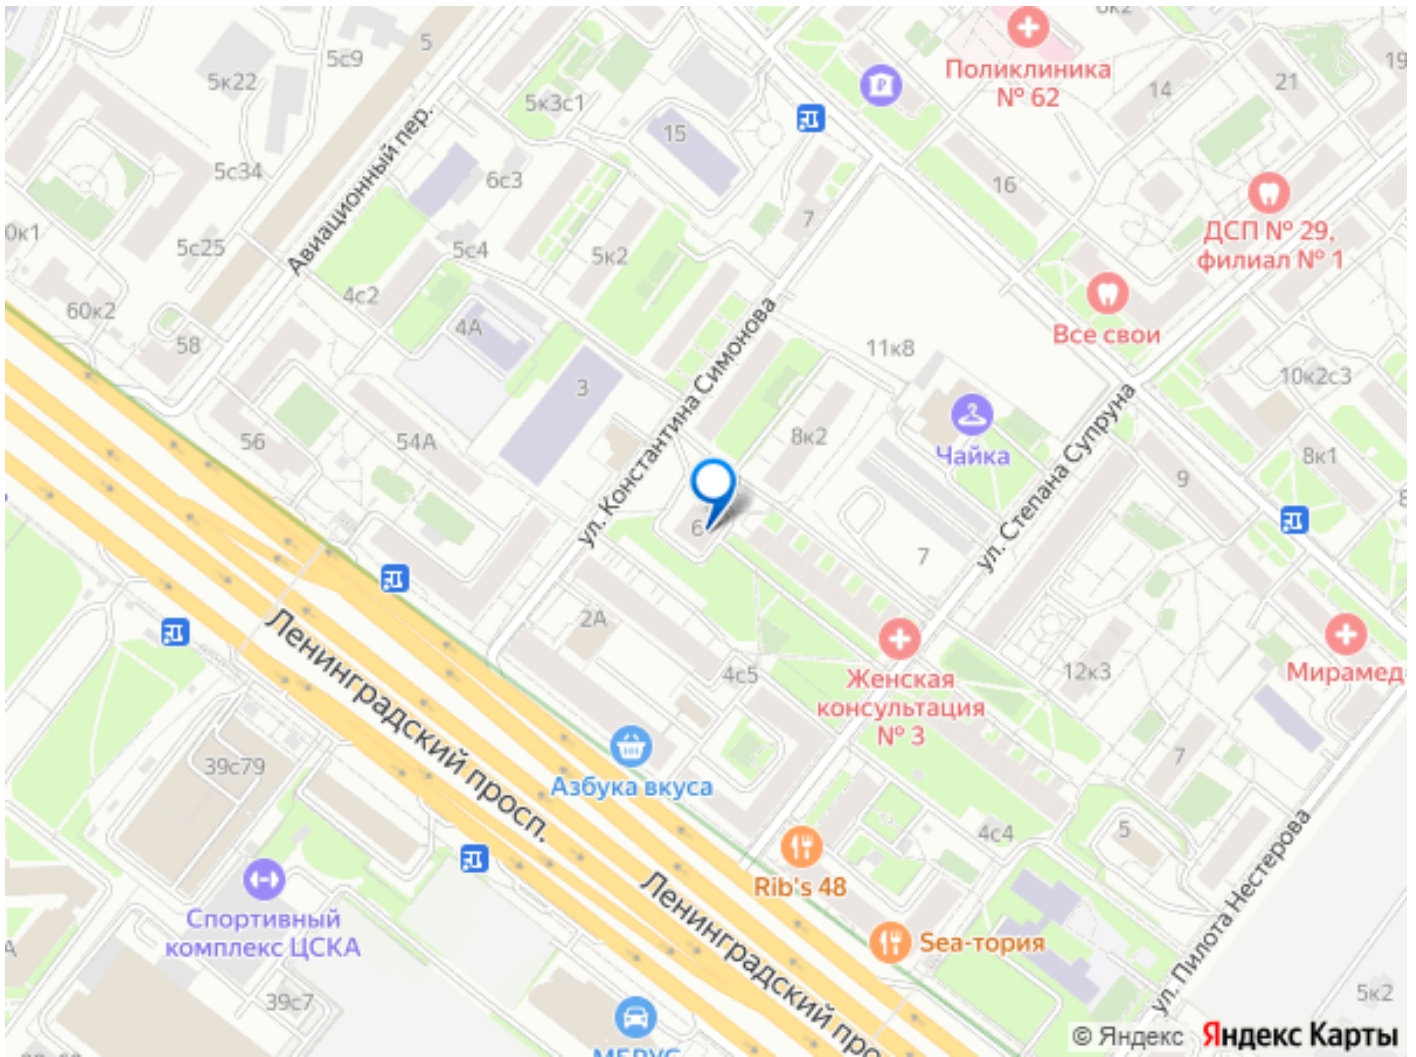 5
5с9
5к22
5к3с1
15
Поликлиника
№ 62
14
21
19
Авиационный пер.
5с34
6с3
16
7
ДСП № 29,
филиал № 1
5с25
5с4
5к2
4с2
60к2
58
4А
3
ул. Константина Симонова
11к8
Все свои
10к2с3
56
54А
8к2
Чайка
ул. Степана Супруна
9
8к1
6
7
2А
4с5
Женская
консультация
№ 3
12к3
Мирамед
Ленинградский просп.
39с79
Азбука вкуса
7
4с4
5
ул. Пилота Нестерова
Rib's 48
Спортивный
комплекс ЦСКА
Sea-тория
Ленинградский про
39с7
5к2
© Яндекс
Яндекс Карты